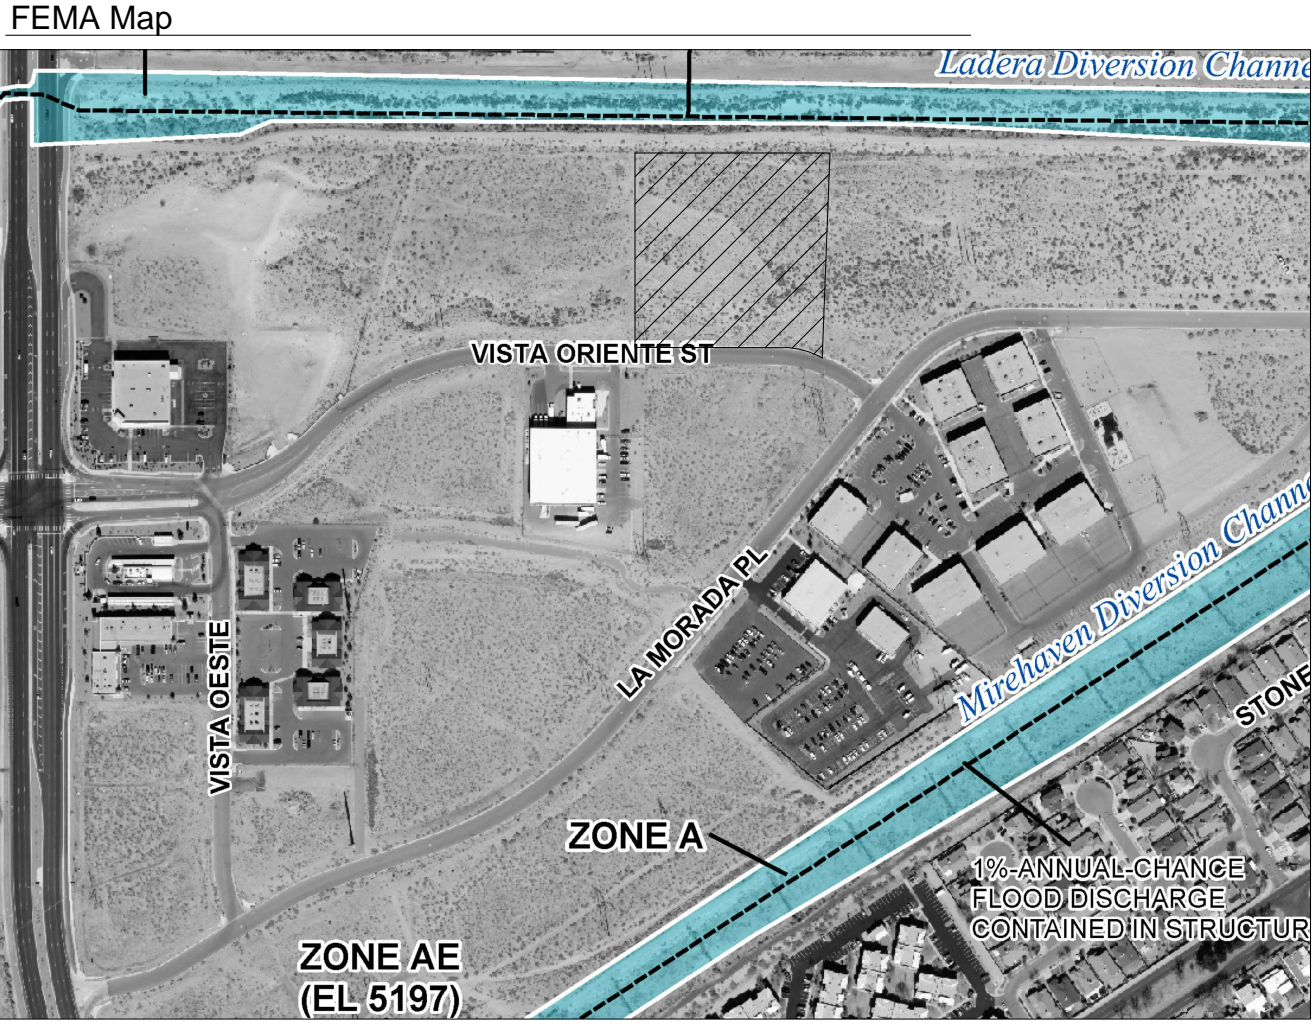 FEMA Map
Ladera Diversion Channe
VISTA ORIENTE ST
LA MORADA PL
Mirehaven Diversion Channe
VISTA OESTE
STONE
ZONE A
1%-ANNUAL-CHANCE
FLOOD DISCHARGE
CONTAINED IN STRUCTUR
ZONE AE
(EL 5197)